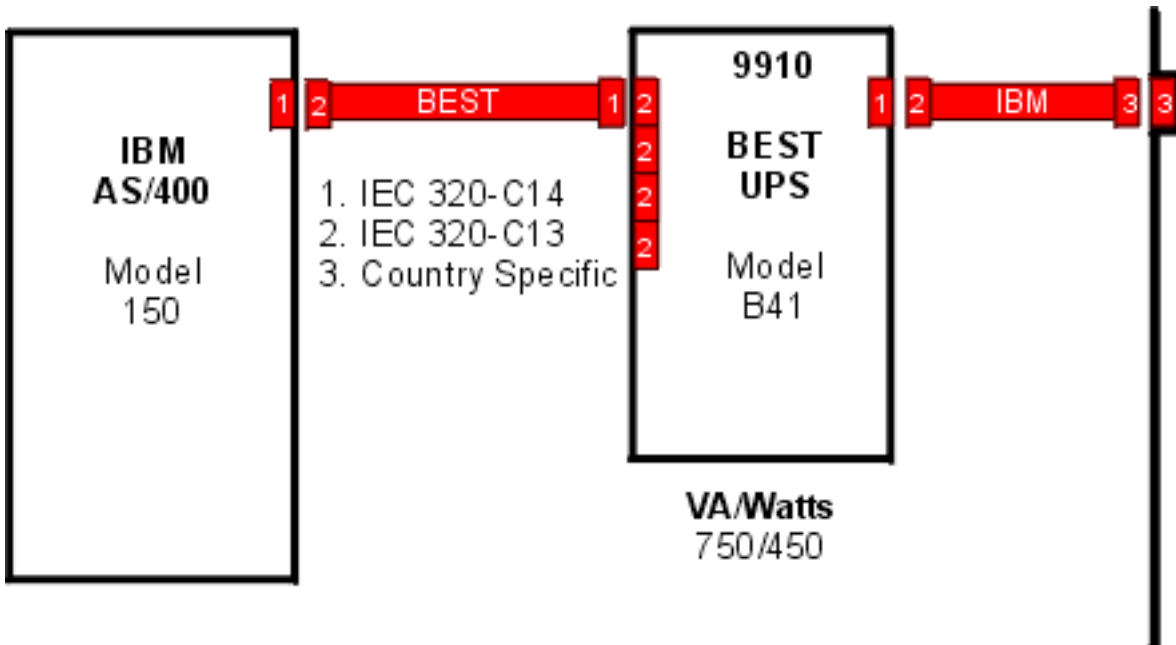 IBM
AS/400
Model
150
1
2
BEST
1
2
2
2
2
1. IEC 320-C14
2. IEC 320-C13
3. Country Specific
9910
BEST
UPS
Model
B41
1
2
IBM
3
3
VA/Watts
750/450